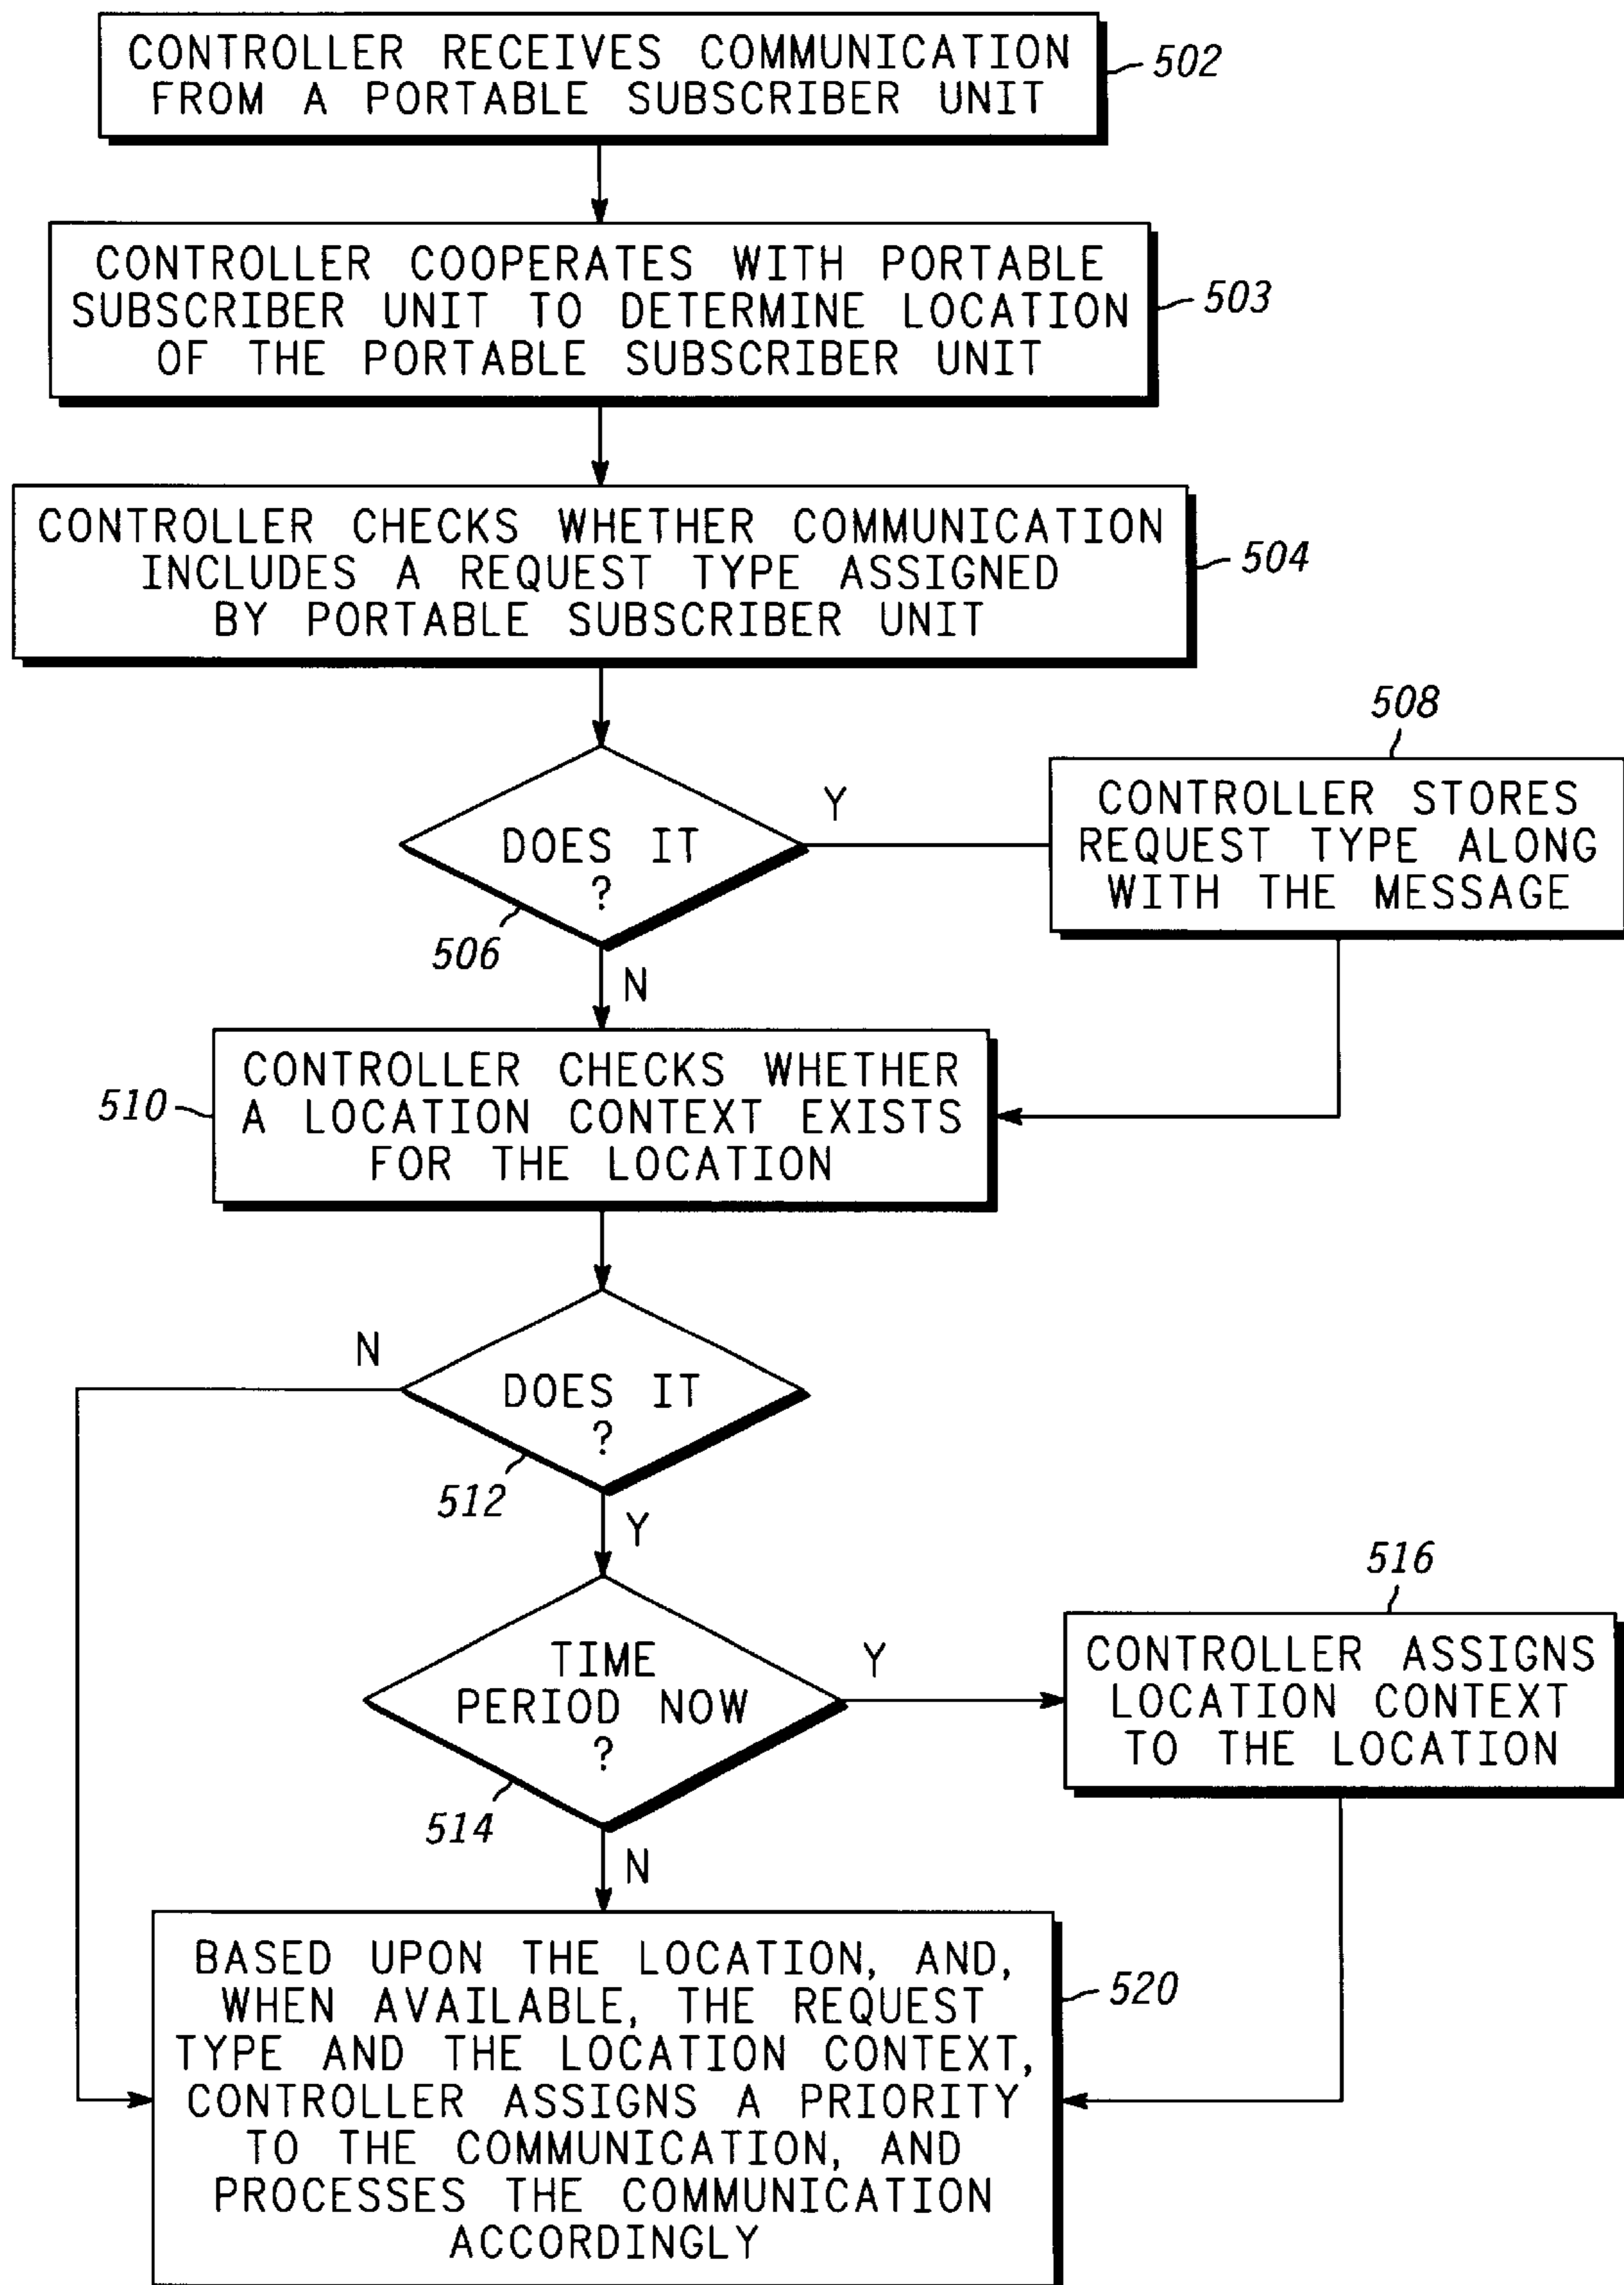 CONTROLLER RECEIVES COMMUNICATION
FROM A PORTABLE SUBSCRIBER UNIT
502
CONTROLLER COOPERATES WITH PORTABLE
SUBSCRIBER UNIT TO DETERMINE LOCATION
OF THE PORTABLE SUBSCRIBER UNIT
503
CONTROLLER CHECKS WHETHER COMMUNICATION
INCLUDES A REQUEST TYPE ASSIGNED
BY PORTABLE SUBSCRIBER UNIT
504
DOES IT
?
506
Y
N
508
CONTROLLER STORES
REQUEST TYPE ALONG
WITH THE MESSAGE
510
CONTROLLER CHECKS WHETHER
A LOCATION CONTEXT EXISTS
FOR THE LOCATION
N
DOES IT
?
512
Y
TIME
PERIOD NOW
?
514
Y
N
516
CONTROLLER ASSIGNS
LOCATION CONTEXT
TO THE LOCATION
BASED UPON THE LOCATION, AND,
WHEN AVAILABLE, THE REQUEST
TYPE AND THE LOCATION CONTEXT,
CONTROLLER ASSIGNS A PRIORITY
TO THE COMMUNICATION, AND
PROCESSES THE COMMUNICATION
ACCORDINGLY
520